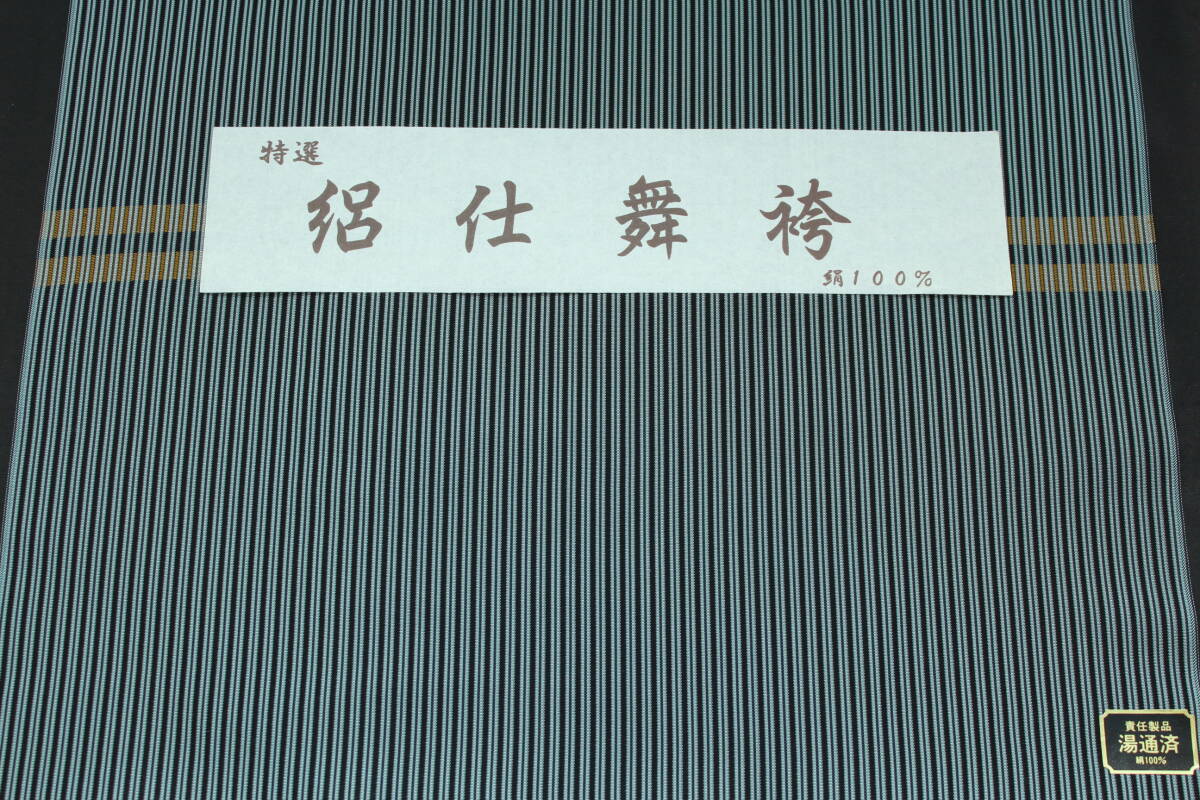 特選
絽仕舞袴
絹１００％
責任製品
湯通済
絹100%